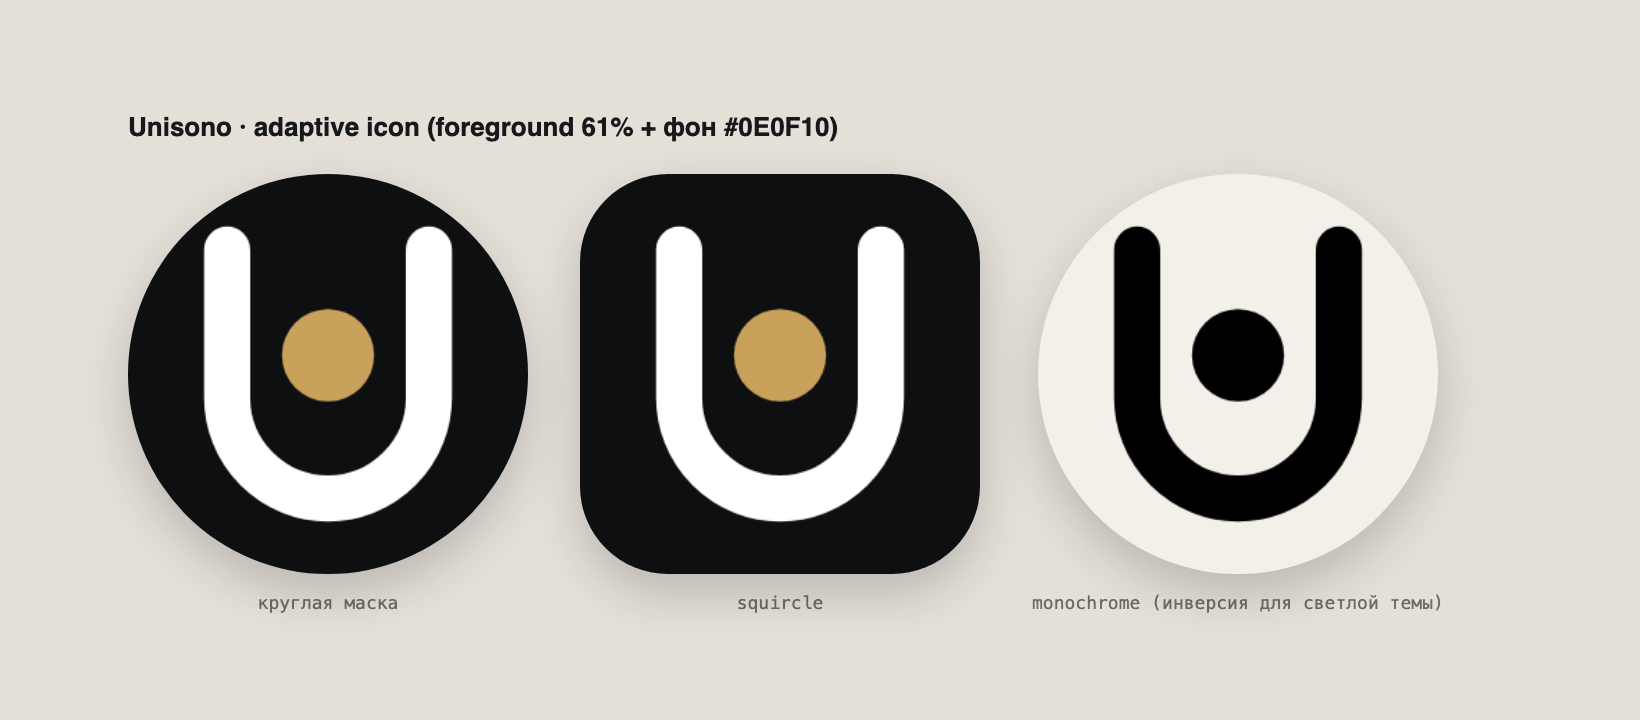 Unisono · adaptive icon (foreground 61% + фон #0E0F10)
круглая маска
squircle
monochrome (инверсия для светлой темы)